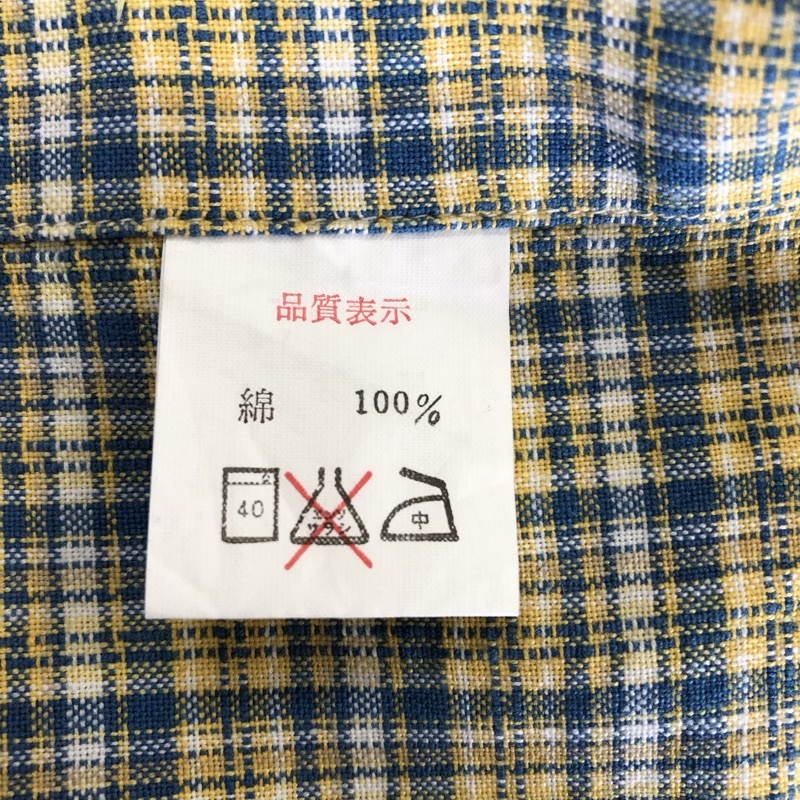 品質表示
綿 100%
40 エンソ サラシ 中